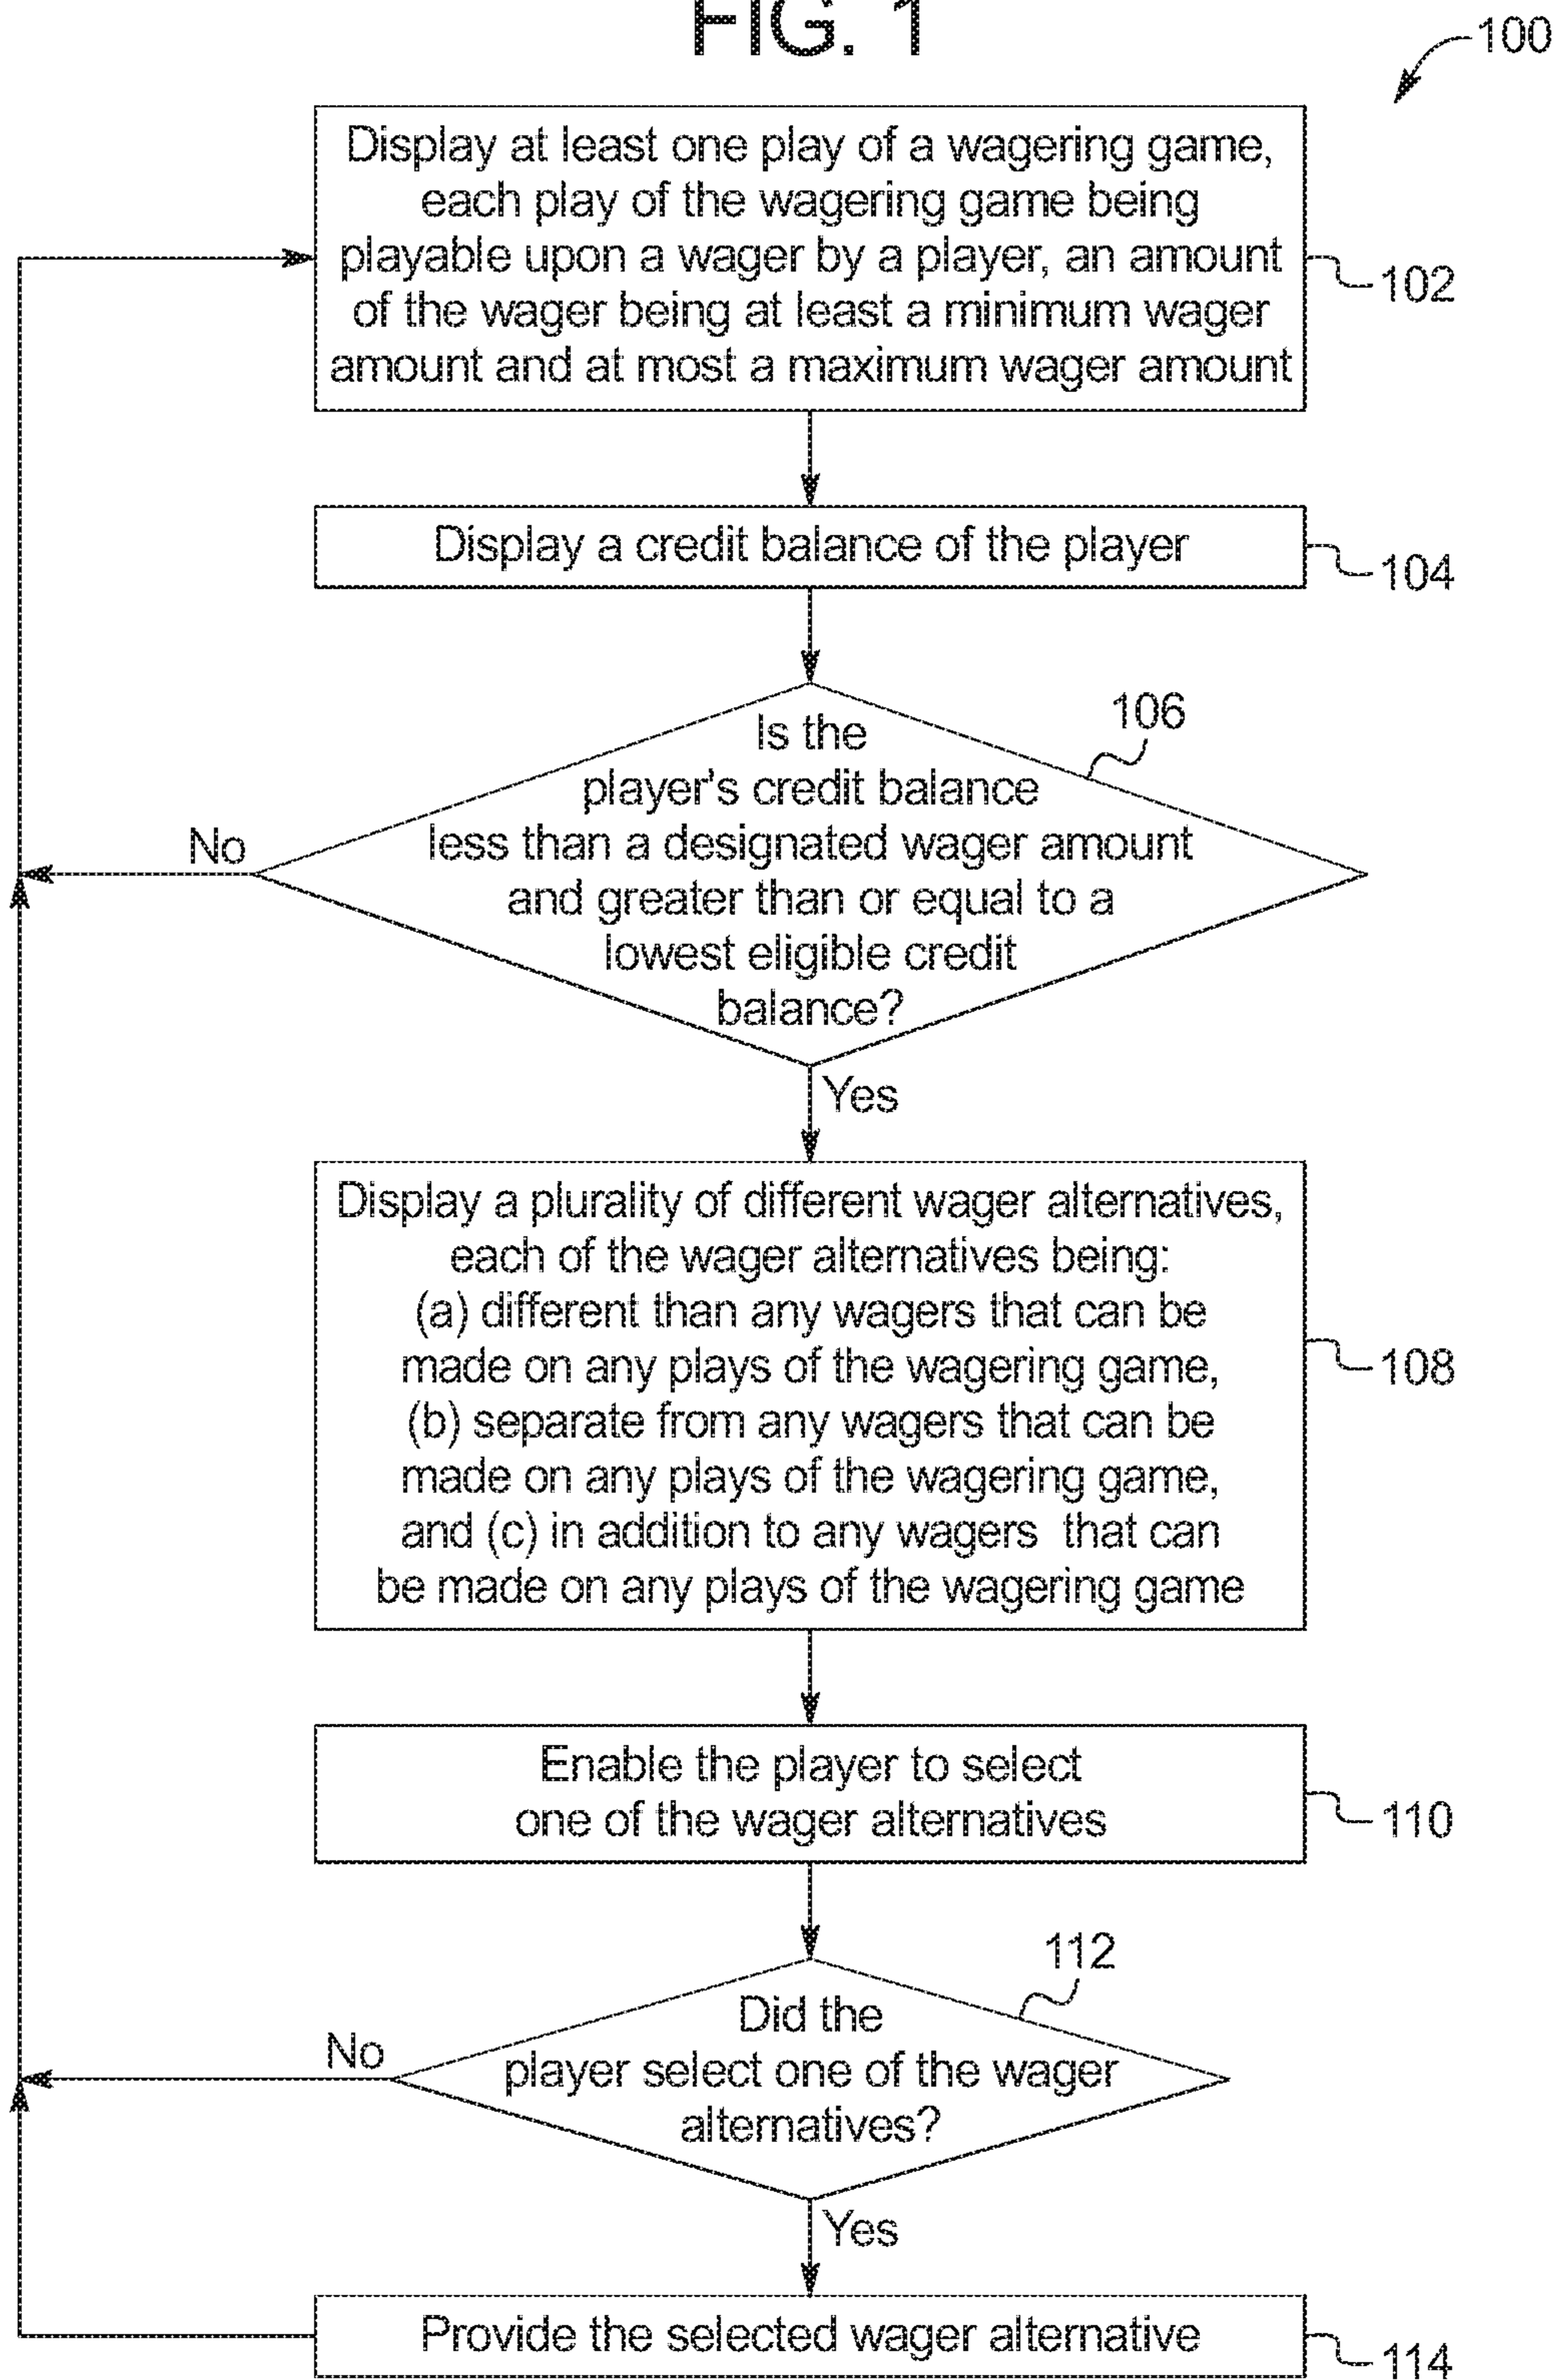 FIG. 1
100
Display at least one play of a wagering game,
each play of the wagering game being
playable upon a wager by a player, an amount
of the wager being at least a minimum wager
amount and at most a maximum wager amount
102
Display a credit balance of the player
104
106
Is the
player's credit balance
less than a designated wager amount
and greater than or equal to a
lowest eligible credit
balance?
No
Yes
Display a plurality of different wager alternatives,
each of the wager alternatives being:
(a) different than any wagers that can be
made on any plays of the wagering game,
(b) separate from any wagers that can be
made on any plays of the wagering game,
and (c) in addition to any wagers that can
be made on any plays of the wagering game
108
Enable the player to select
one of the wager alternatives
110
112
Did the
player select one of the wager
alternatives?
No
Yes
Provide the selected wager alternative
114